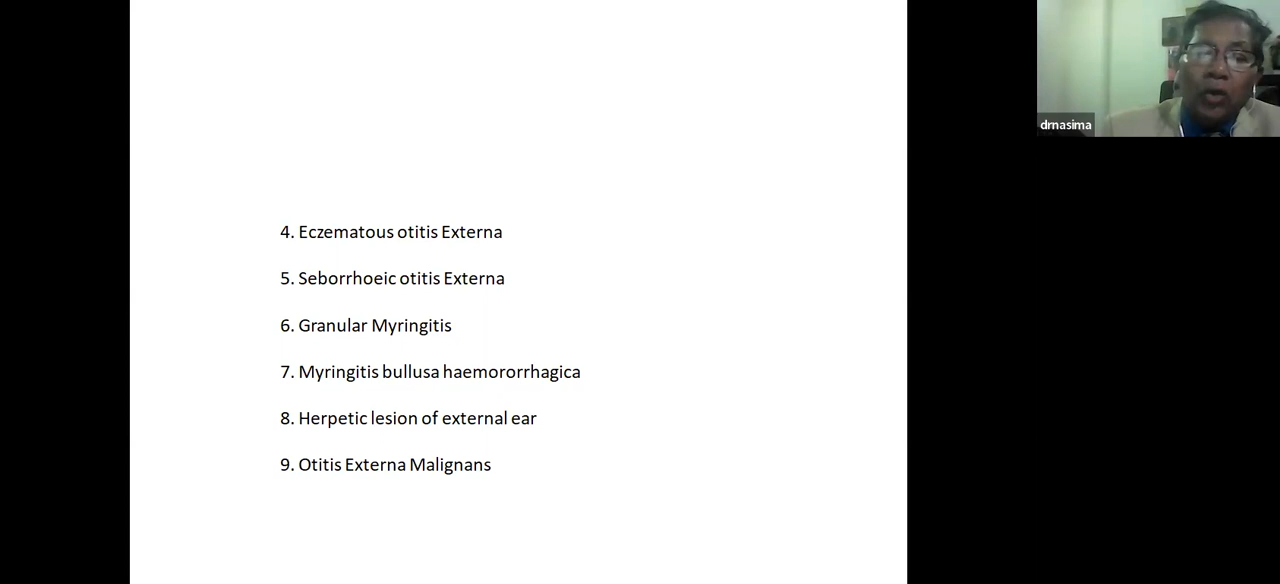 drnasima
4. Eczematous otitis Externa
5. Seborrhoeic otitis Externa
6. Granular Myringitis
7. Myringitis bullusa haemororrhagica
8. Herpetic lesion of external ear
9. Otitis Externa Malignans